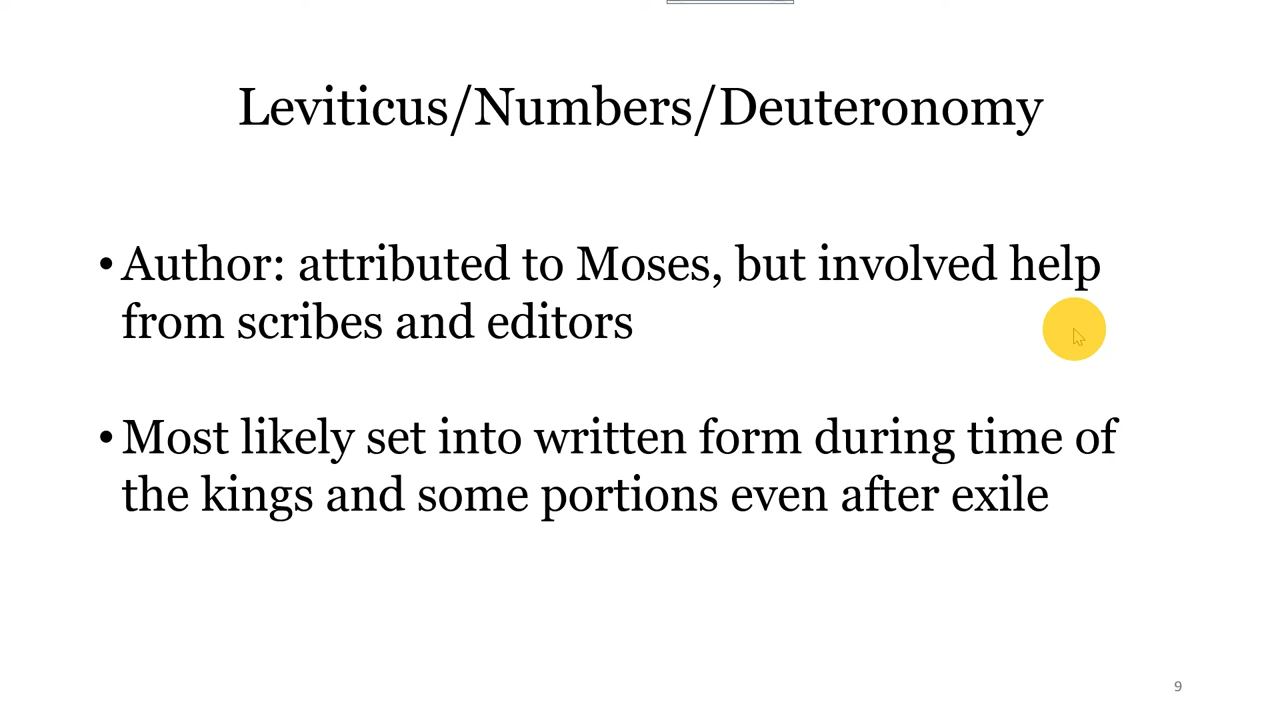 Leviticus/Numbers/Deuteronomy
• Author: attributed to Moses, but involved help
from scribes and editors
• Most likely set into written form during time of
the kings and some portions even after exile
9